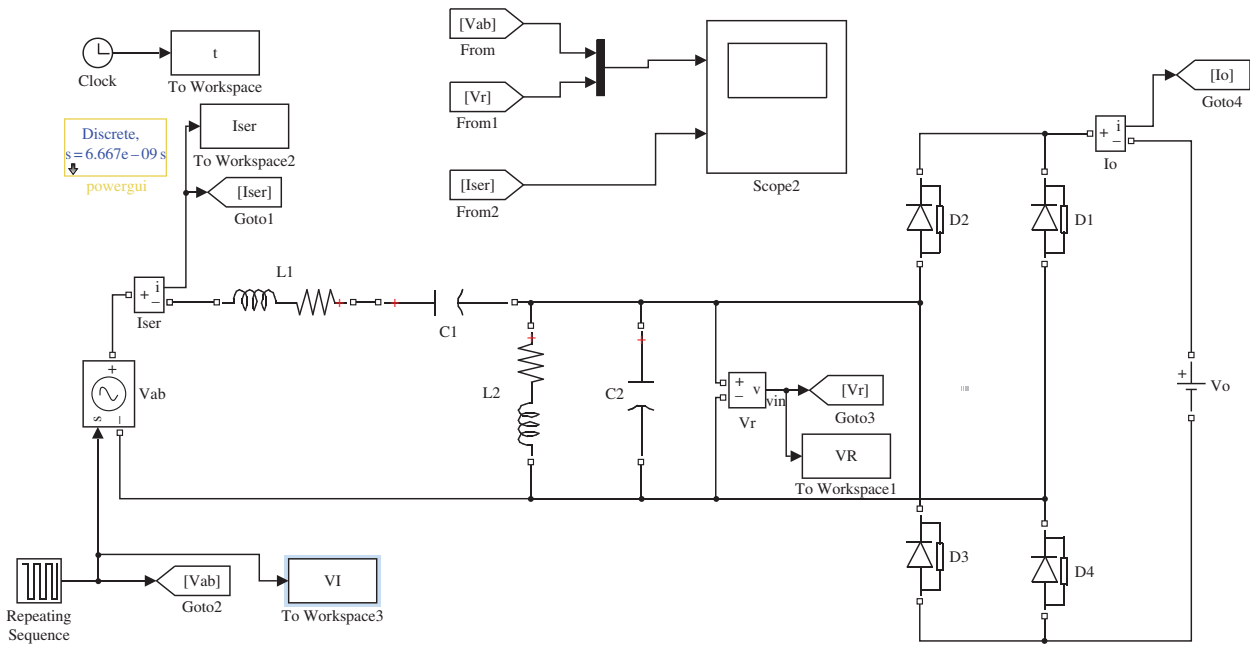 Clock
t
To Workspace
Discrete,
s=6.667e−09 s
powergui
Iser
To Workspace2
[Iser]
Goto1
[Vab]
From
[Vr]
From1
[Iser]
From2
Scope2
[Io]
Goto4
+
i
−
Io
D2
D1
+
i
−
Iser
L1
+
+
C1
+
s
−
Vab
+
L2
+
C2
+
−
v
Vr
vin
[Vr]
Goto3
VR
To Workspace1
+
Vo
D3
D4
Repeating
Sequence
[Vab]
Goto2
VI
To Workspace3